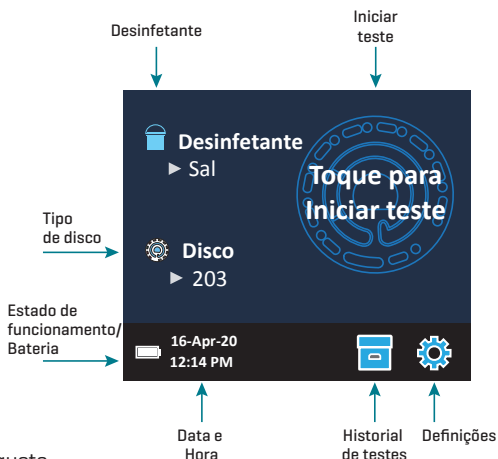 Desinfetante
Iniciar
teste
Desinfetante
► Sal
Toque para
Iniciar teste
Tipo
de disco
Disco
► 203
Estado de
funcionamento/
Bateria
16-Apr-20
12:14 PM
Data e
Hora
Historial
de testes
Definições